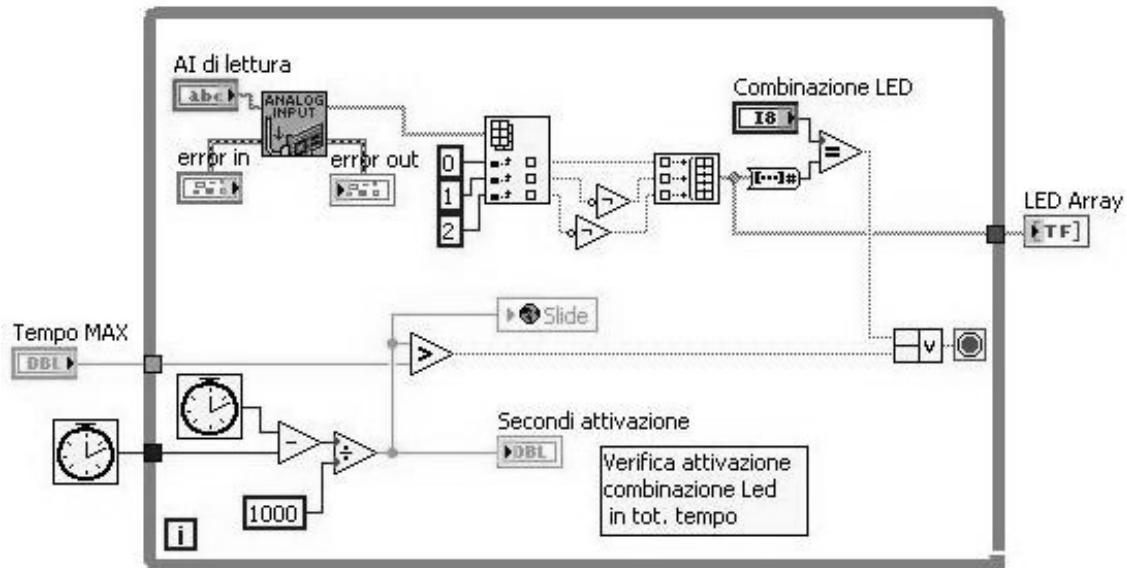 AI di lettura
abc
ANALOG
INPUT
error in
error out
0
1
2
Combinazione LED
I8
=
[...]#
LED Array
[TF]
Slide
Tempo MAX
DBL
>
v
-
÷
1000
Secondi attivazione
DBL
Verifica attivazione
combinazione Led
in tot. tempo
i